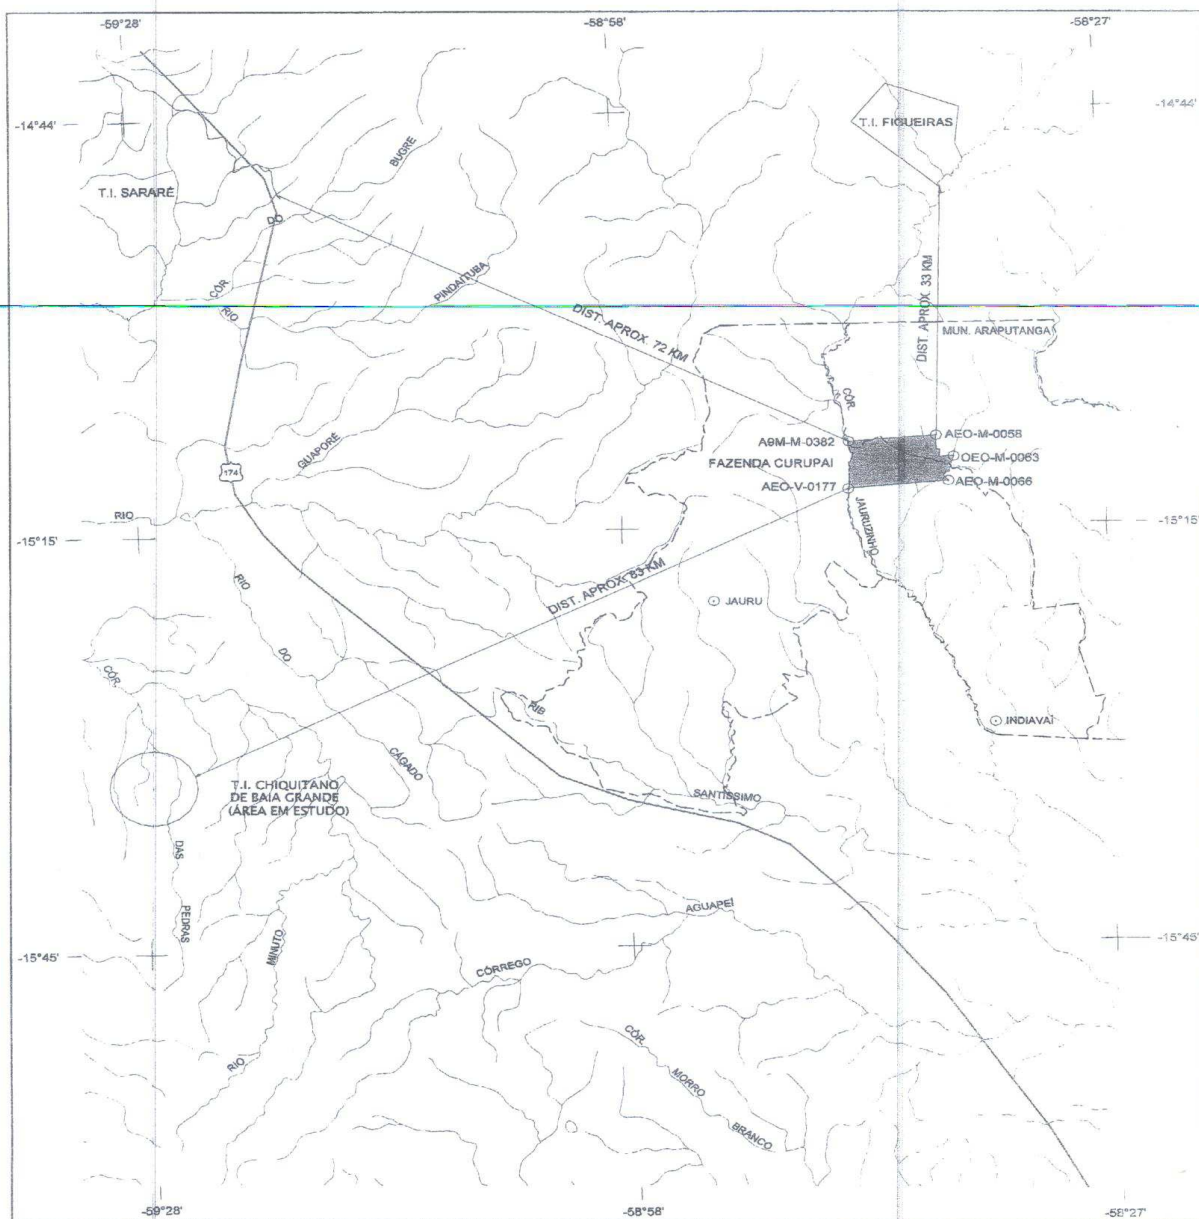 -59°28'
-58°58'
-58°27'
-14°44'
-14°44'
T.I. FIGUEIRAS
BUGRE
T.I. SARARÉ
DO
PINDAITUBA
CÓR
RIO
DIST. APROX. 72 KM
DIST. APROX. 33 KM
MUN. ARAPUTANGA
CÓR.
A9M-M-0382
AEO-M-0058
GUAPORÉ
FAZENDA CURUPAI
OEO-M-0063
174
AEO-V-0177
AEO-M-0066
RIO
JAURUZINHO
-15°15'
-15°15'
RIO
DIST. APROX. 83 KM
JAURU
DO
CÓR.
RIB
INDIAVAÍ
CÁGADO
T.I. CHIQUITANO
DE BAIA GRANDE
(ÁREA EM ESTUDO)
SANTÍSSIMO
DAS
AGUAPEÍ
PEDRAS
MINUTO
-15°45'
-15°45'
CÓRREGO
RIO
CÓR.
MORRO
BRANCO
-59°28'
-58°58'
-58°27'